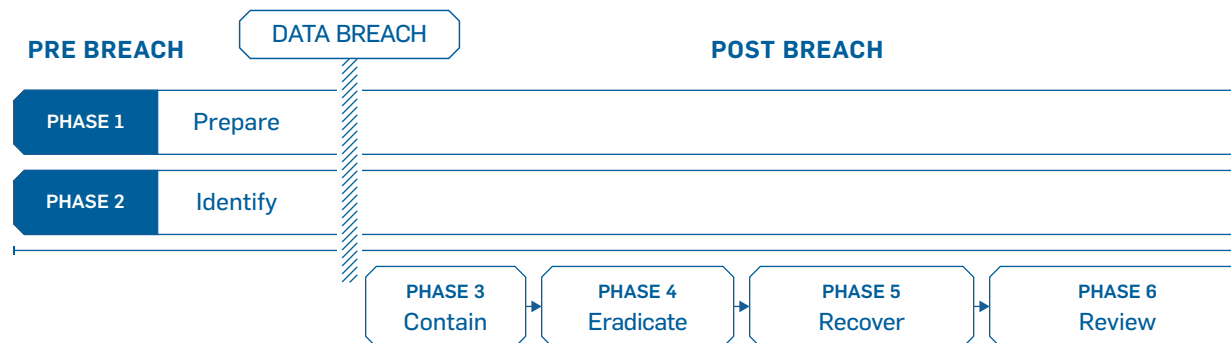 DATA BREACH
PRE BREACH
POST BREACH
PHASE 1
Prepare
PHASE 2
Identify
PHASE 3
Contain
PHASE 4
Eradicate
PHASE 5
Recover
PHASE 6
Review